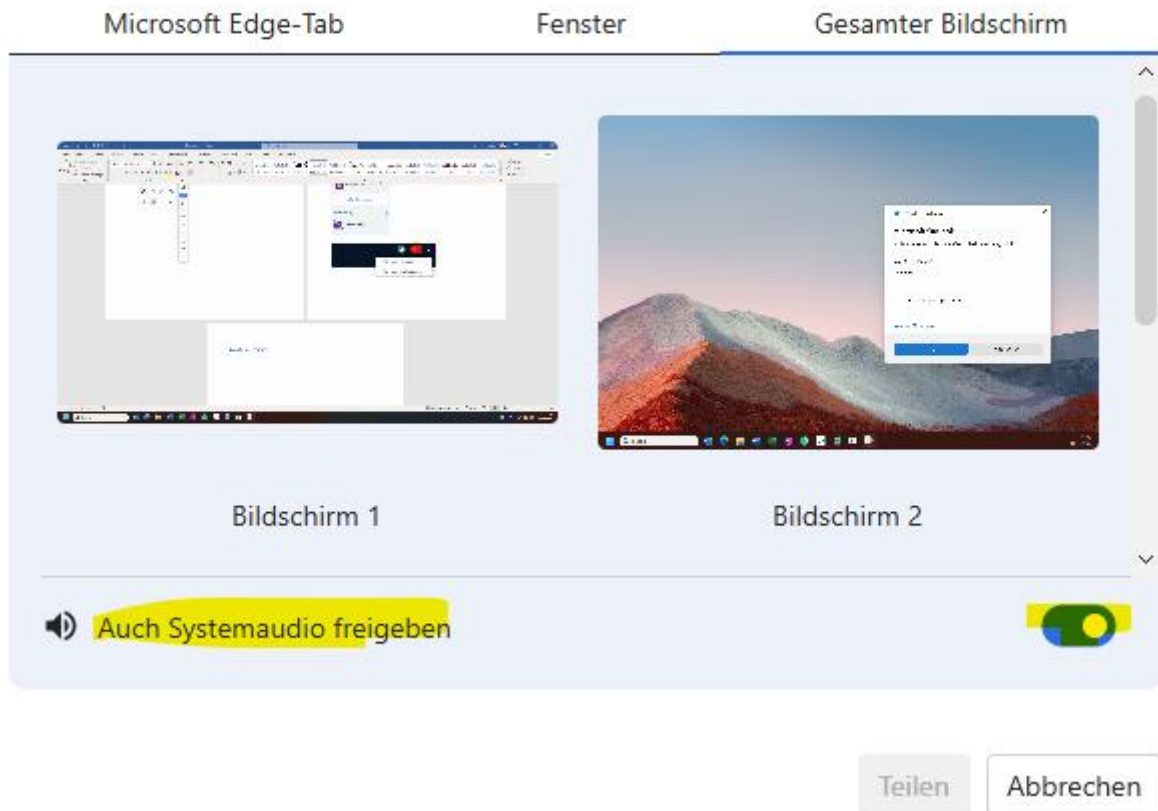 Microsoft Edge-Tab
Fenster
Gesamter Bildschirm
Bildschirm 1
Bildschirm 2
Auch Systemaudio freigeben
Teilen
Abbrechen